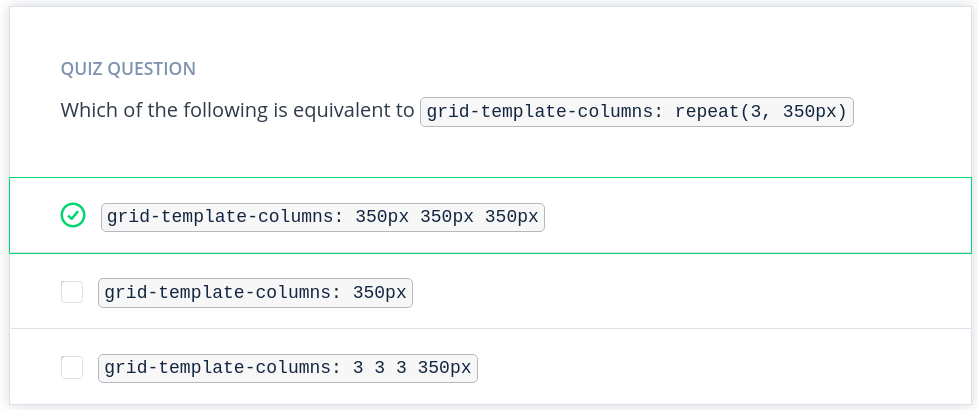 QUIZ QUESTION
Which of the following is equivalent to grid-template-columns: repeat(3, 350px)
grid-template-columns: 350px 350px 350px
grid-template-columns: 350px
grid-template-columns: 3 3 3 350px